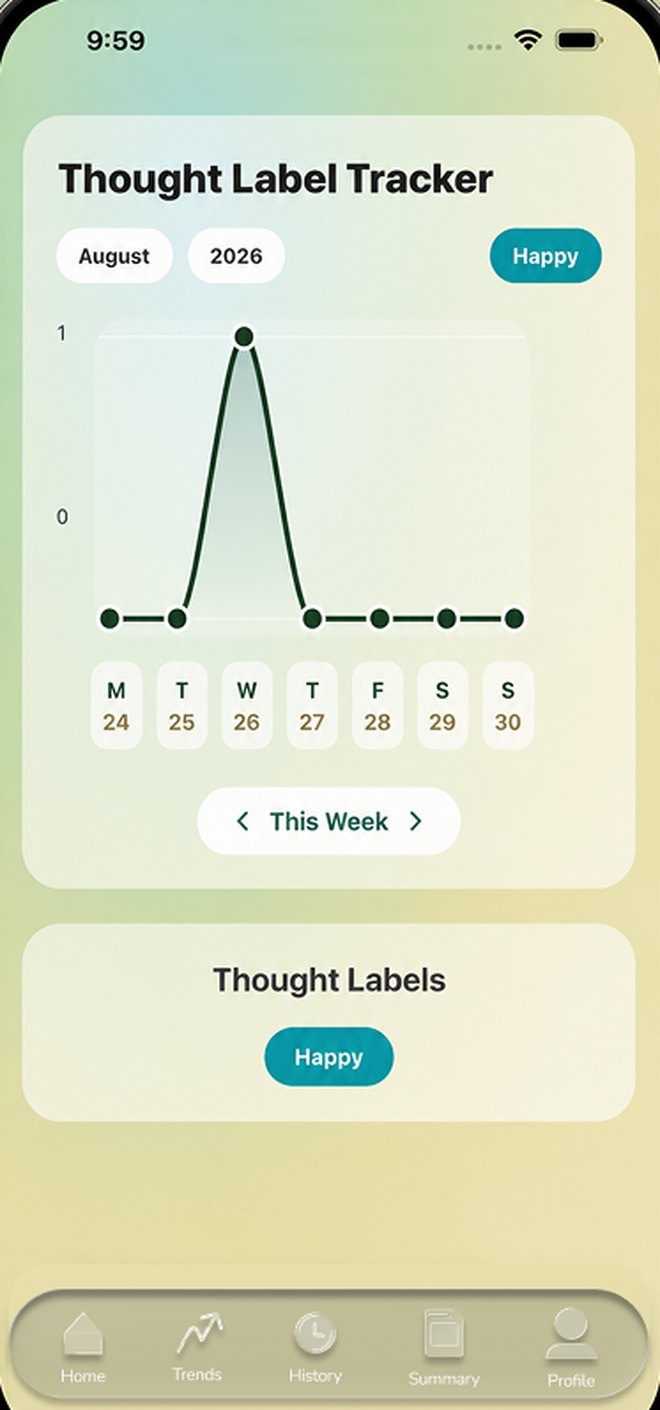 9:59
Thought Label Tracker
August 2026 Happy
1
0
M T W T F S S
24 25 26 27 28 29 30
< This Week >
Thought Labels
Happy
Home Trends History Summary Profile